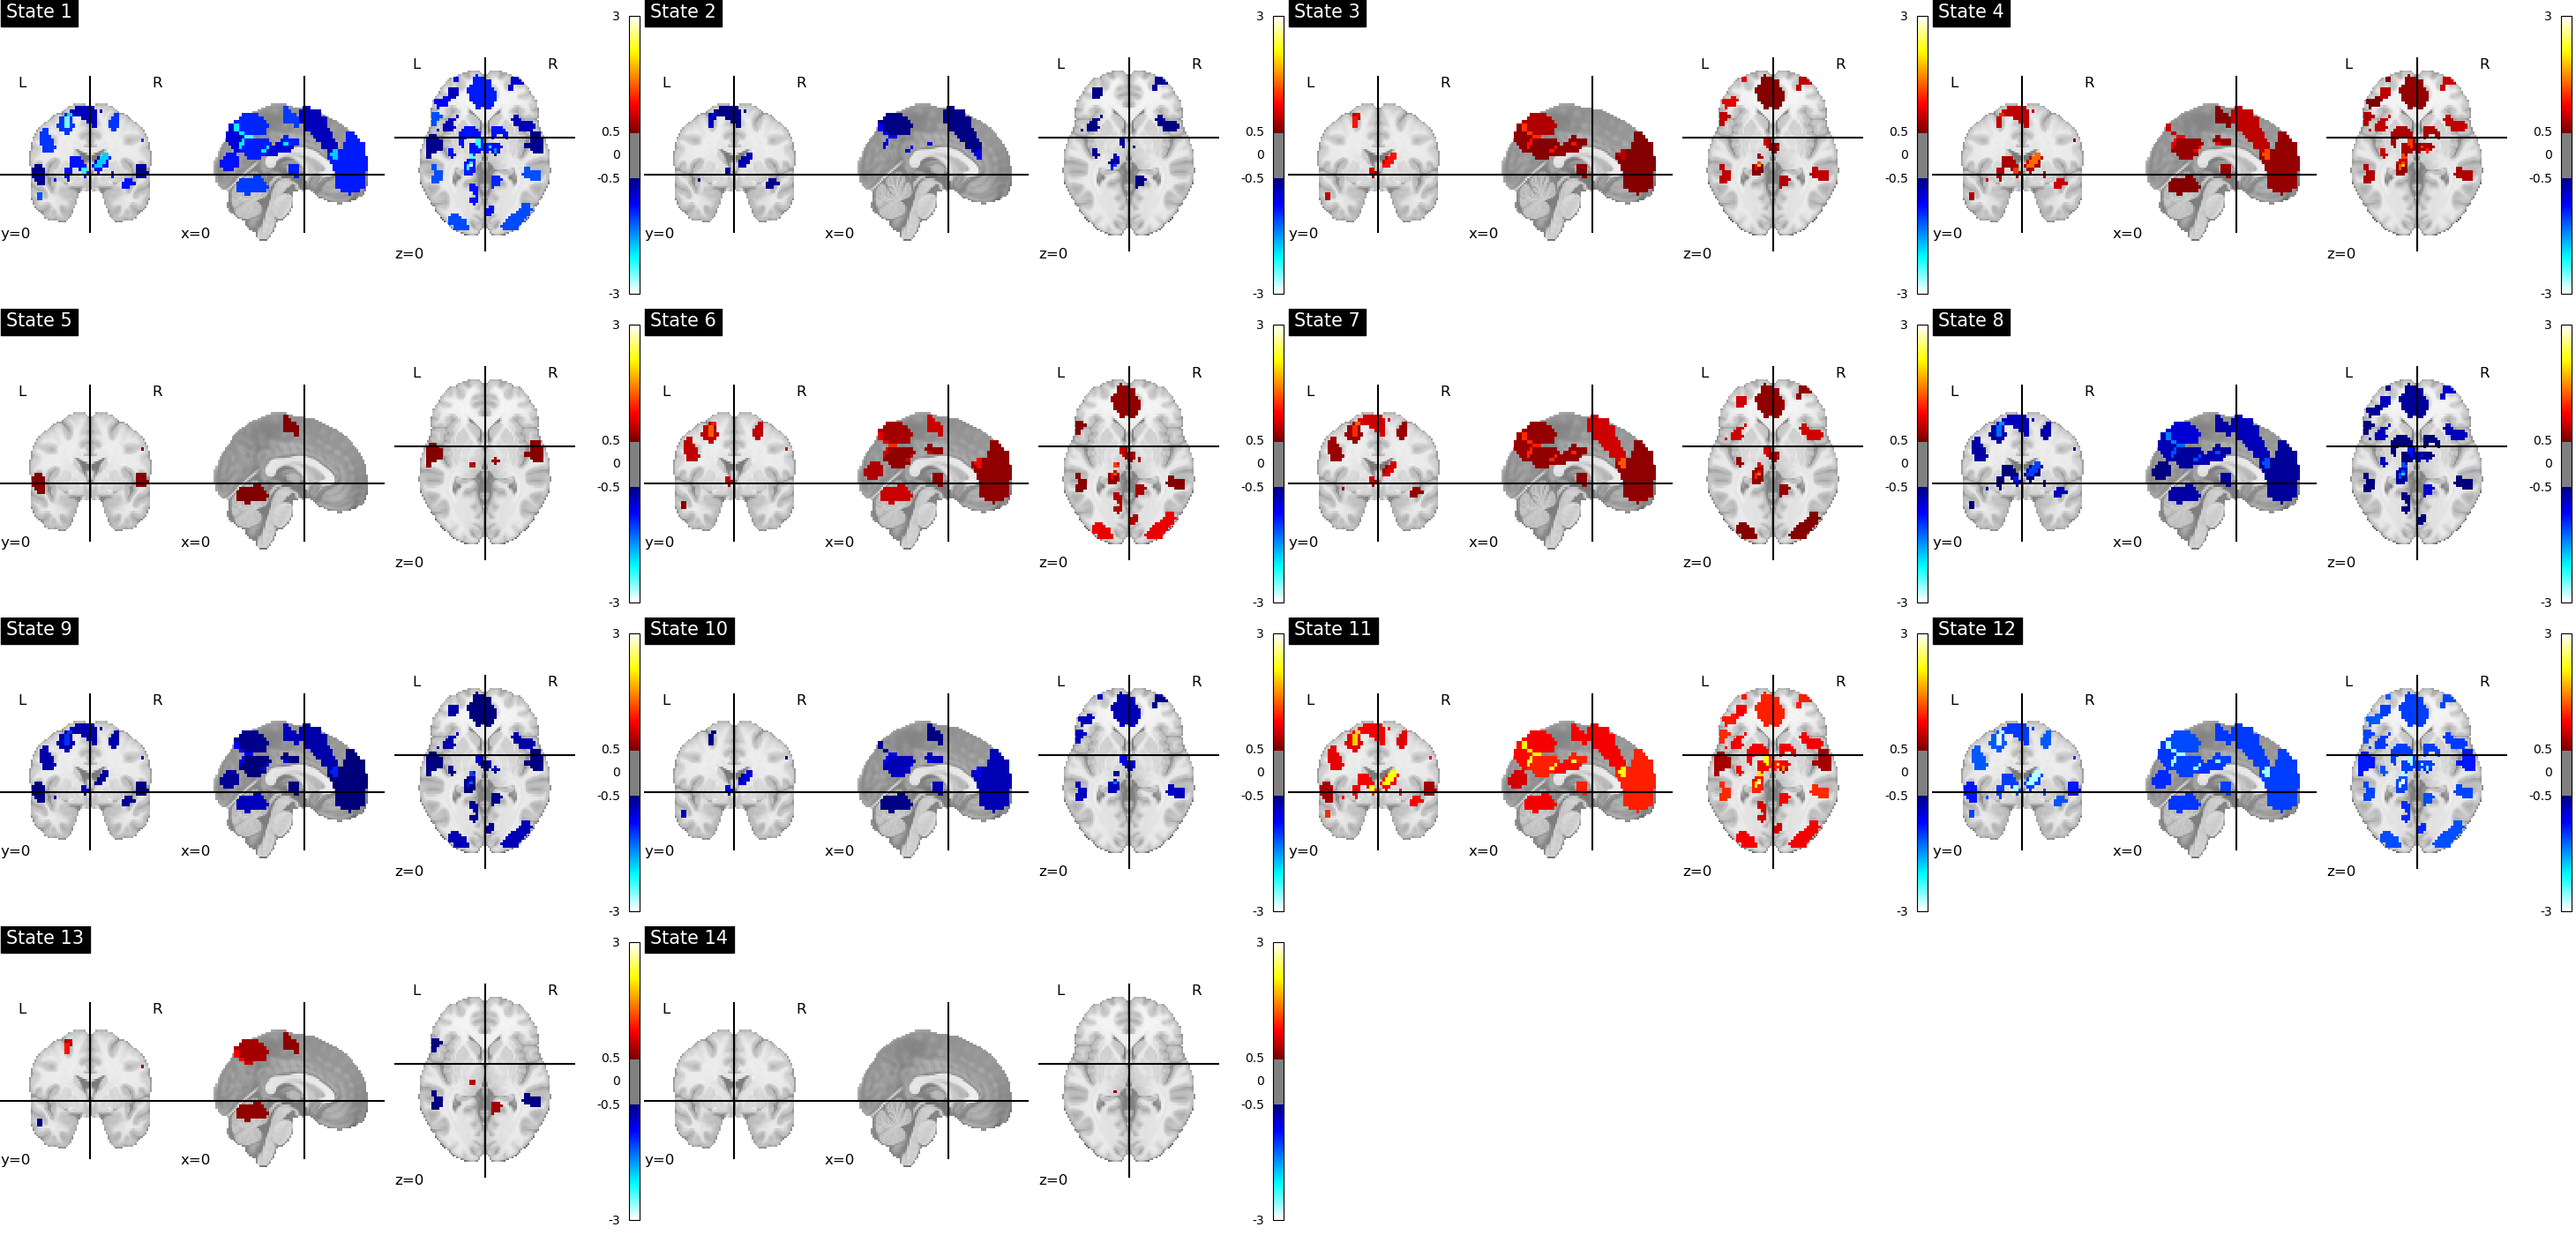 State 1
L R L R
y=0 x=0 z=0
3 0.5 0 -0.5 -3
State 2
L R L R
y=0 x=0 z=0
3 0.5 0 -0.5 -3
State 3
L R L R
y=0 x=0 z=0
3 0.5 0 -0.5 -3
State 4
L R L R
y=0 x=0 z=0
3 0.5 0 -0.5 -3
State 5
L R L R
y=0 x=0 z=0
3 0.5 0 -0.5 -3
State 6
L R L R
y=0 x=0 z=0
3 0.5 0 -0.5 -3
State 7
L R L R
y=0 x=0 z=0
3 0.5 0 -0.5 -3
State 8
L R L R
y=0 x=0 z=0
3 0.5 0 -0.5 -3
State 9
L R L R
y=0 x=0 z=0
3 0.5 0 -0.5 -3
State 10
L R L R
y=0 x=0 z=0
3 0.5 0 -0.5 -3
State 11
L R L R
y=0 x=0 z=0
3 0.5 0 -0.5 -3
State 12
L R L R
y=0 x=0 z=0
3 0.5 0 -0.5 -3
State 13
L R L R
y=0 x=0 z=0
3 0.5 0 -0.5 -3
State 14
L R L R
y=0 x=0 z=0
3 0.5 0 -0.5 -3